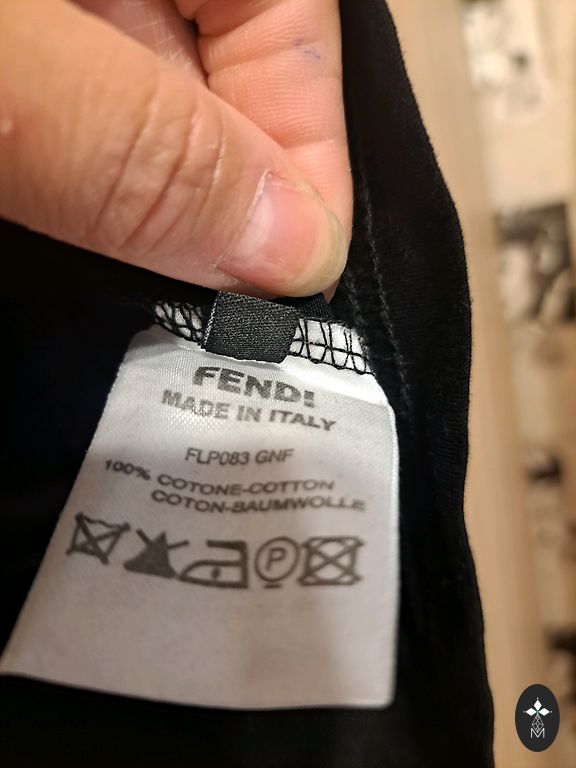 FENDI
MADE IN ITALY
FLP083 GNF
100% COTONE-COTTON
COTON-BAUMWOLLE
P
M